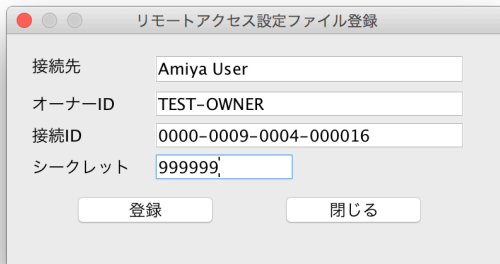 リモートアクセス設定ファイル登録
接続先 Amiya User
オーナーID TEST-OWNER
接続ID 0000-0009-0004-000016
シークレット 999999
登録 閉じる